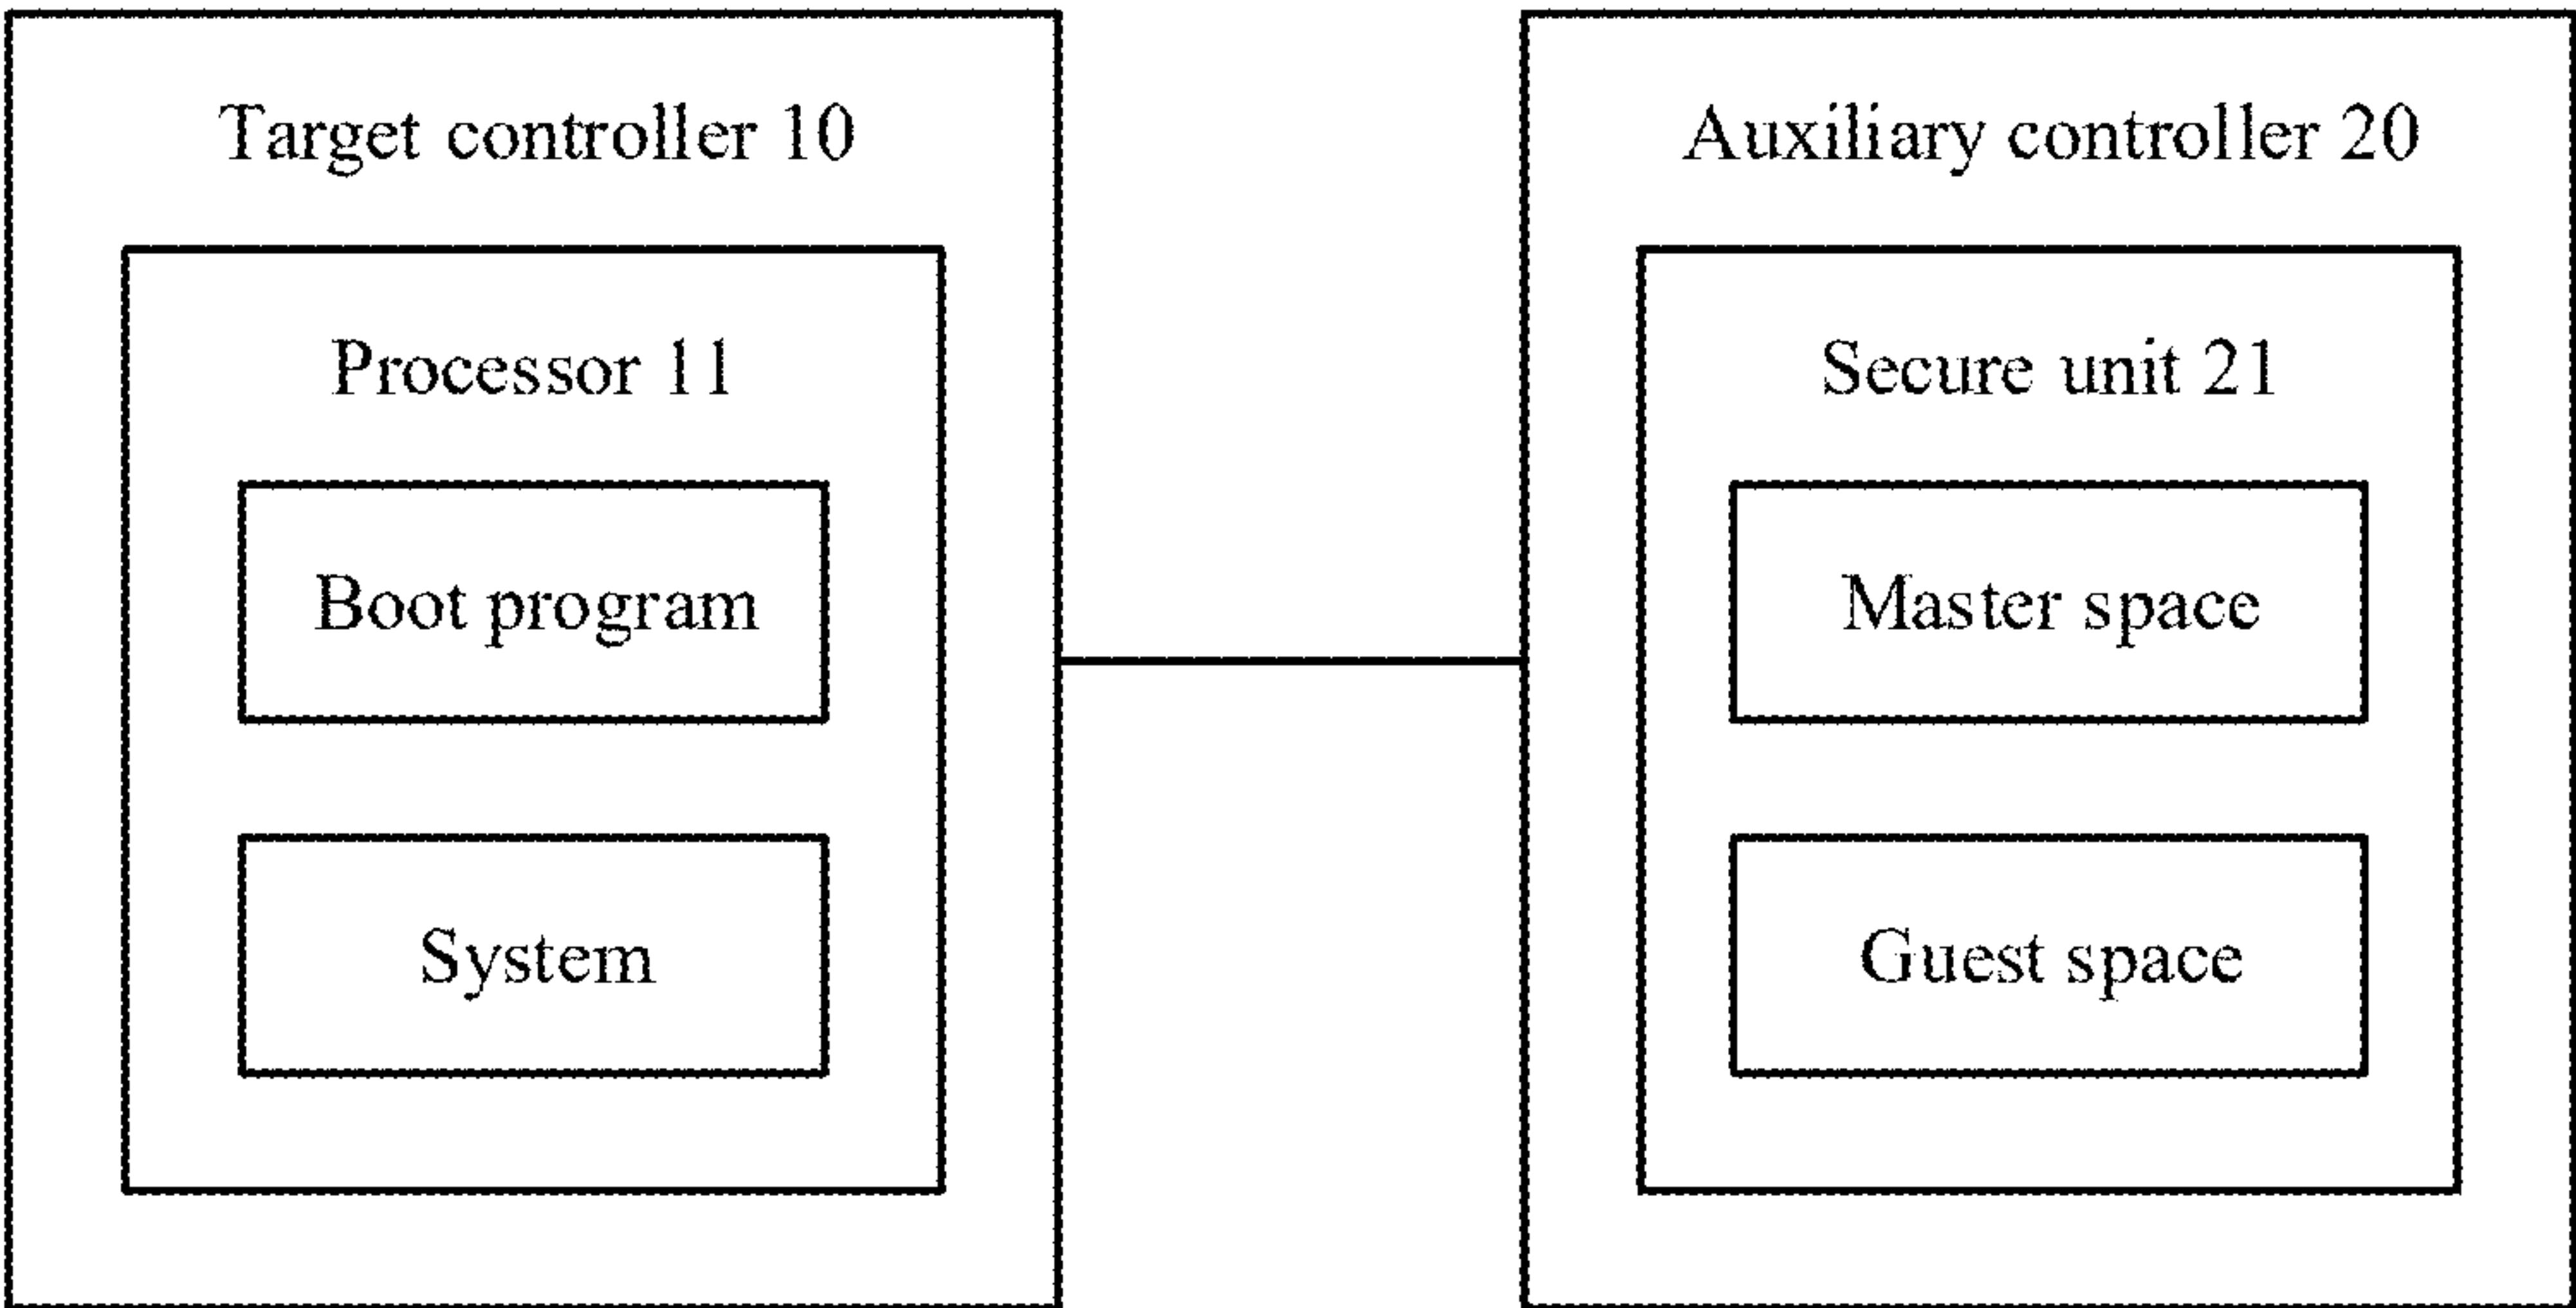 Target controller 10
Processor 11
Boot program
System
Auxiliary controller 20
Secure unit 21
Master space
Guest space